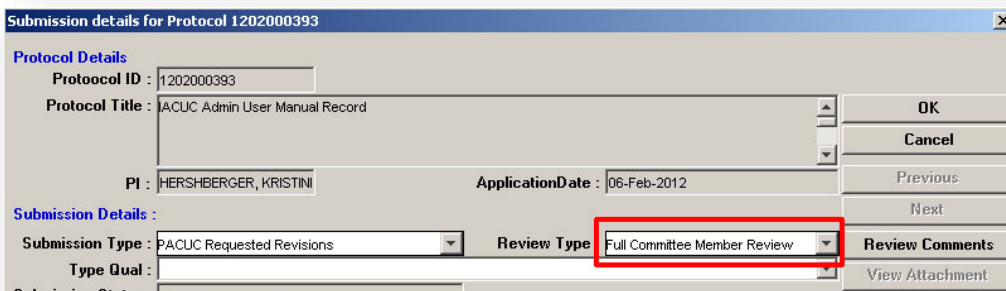 Submission details for Protocol 1202000393
Protocol Details
Protoocol ID : 1202000393
Protocol Title : IACUC Admin User Manual Record
OK
Cancel
PI : HERSHBERGER, KRISTINI ApplicationDate : 06-Feb-2012 Previous
Submission Details : Next
Submission Type : PACUC Requested Revisions Review Type Full Committee Member Review Review Comments
Type Qual : View Attachment